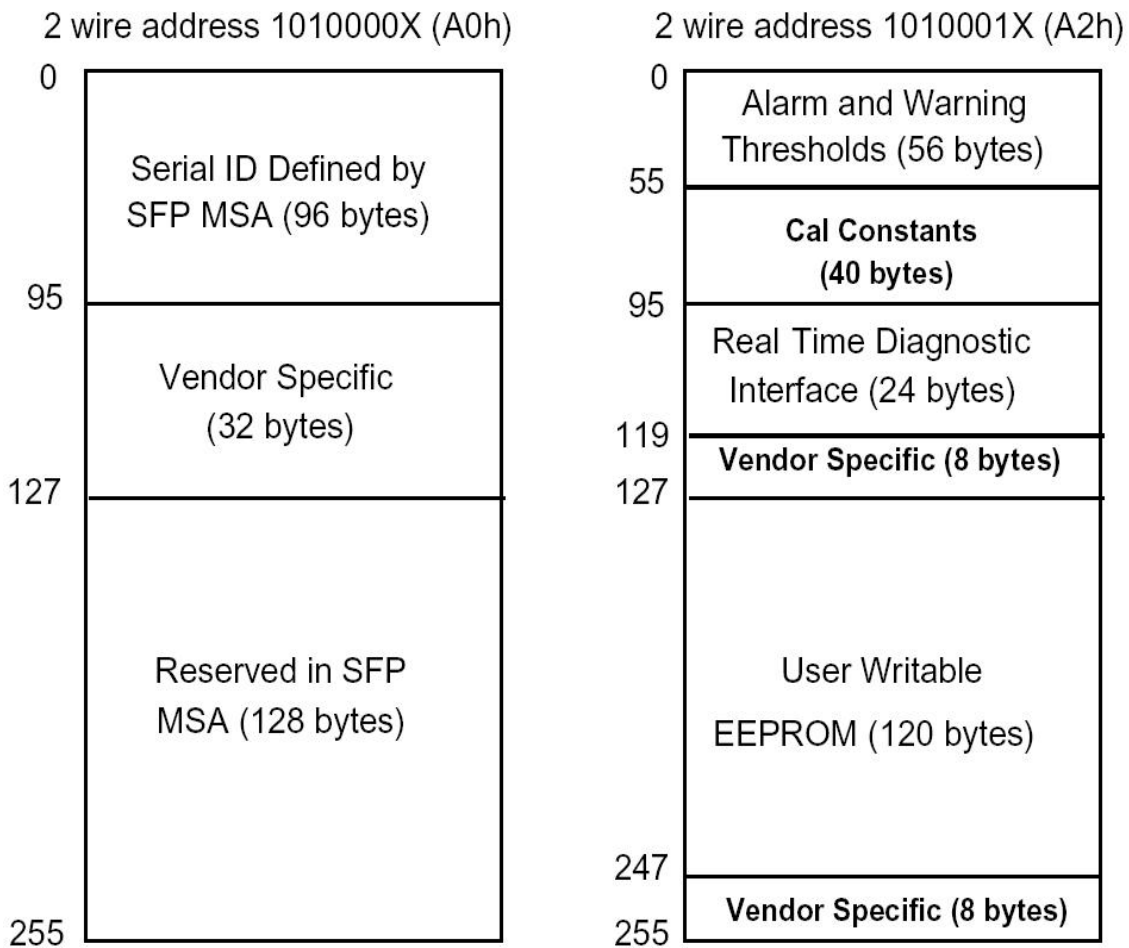 2 wire address 1010000X (A0h)
0
Serial ID Defined by
SFP MSA (96 bytes)
95
Vendor Specific
(32 bytes)
127
Reserved in SFP
MSA (128 bytes)
255
2 wire address 1010001X (A2h)
0
Alarm and Warning
Thresholds (56 bytes)
55
Cal Constants
(40 bytes)
95
Real Time Diagnostic
Interface (24 bytes)
119
Vendor Specific (8 bytes)
127
User Writable
EEPROM (120 bytes)
247
Vendor Specific (8 bytes)
255